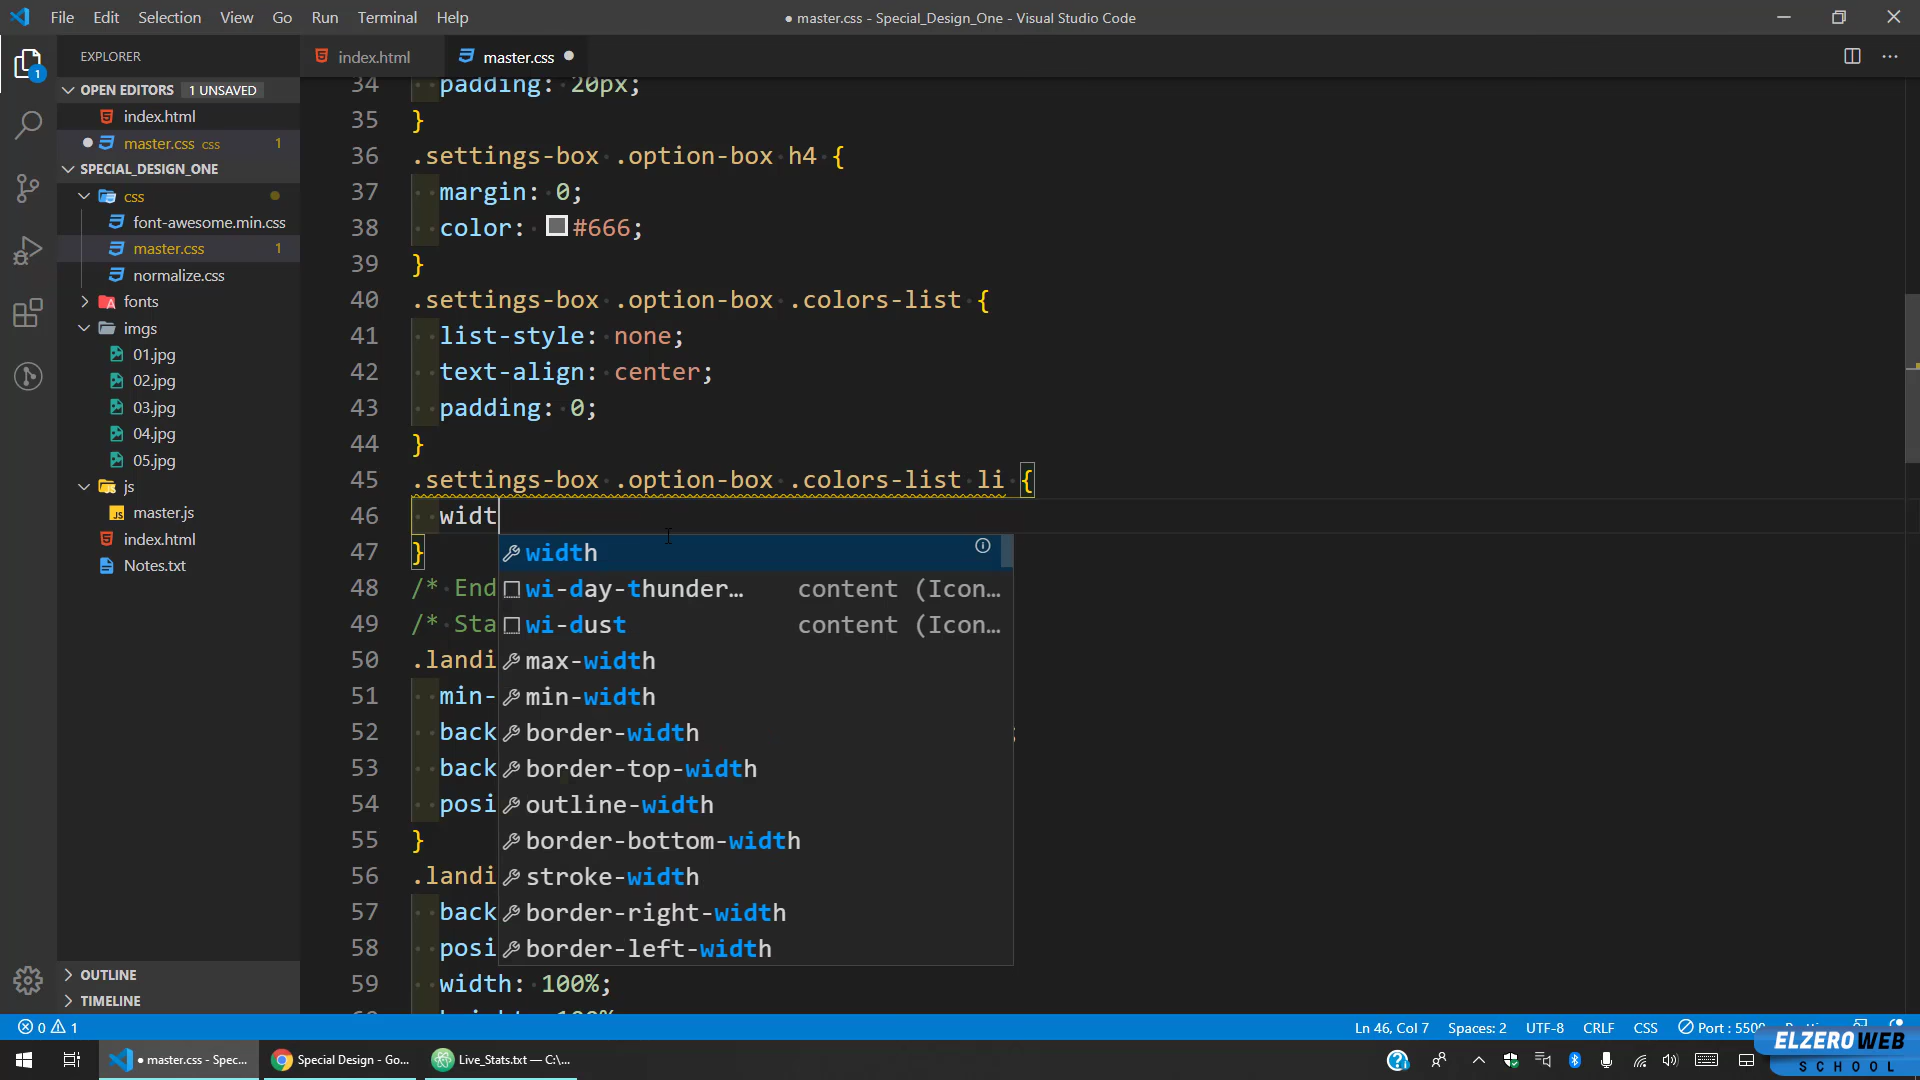 File Edit Selection View Go Run Terminal Help
● master.css - Special_Design_One - Visual Studio Code
EXPLORER
index.html
master.css
OPEN EDITORS 1 UNSAVED
index.html
master.css css 1
SPECIAL_DESIGN_ONE
css
font-awesome.min.css
master.css 1
normalize.css
fonts
imgs
01.jpg
02.jpg
03.jpg
04.jpg
05.jpg
js
master.js
index.html
Notes.txt
OUTLINE
TIMELINE
1
34 padding: 20px;
35 }
36 .settings-box .option-box h4 {
37 margin: 0;
38 color: #666;
39 }
40 .settings-box .option-box .colors-list {
41 list-style: none;
42 text-align: center;
43 padding: 0;
44 }
45 .settings-box .option-box .colors-list li {
46 widt
47 }
48 /* End
49 /* Sta
50 .landi
51 min-
52 back ;
53 back
54 posi
55 }
56 .landi
57 back
58 posi
59 width: 100%;
width
wi-day-thunder… content (Icon…
wi-dust content (Icon…
max-width
min-width
border-width
border-top-width
outline-width
border-bottom-width
stroke-width
border-right-width
border-left-width
0 1
Ln 46, Col 7 Spaces: 2 UTF-8 CRLF CSS Port : 5500
● master.css - Spec...
Special Design - Go...
Live_Stats.txt — C:\...
ELZEROWEB
SCHOOL